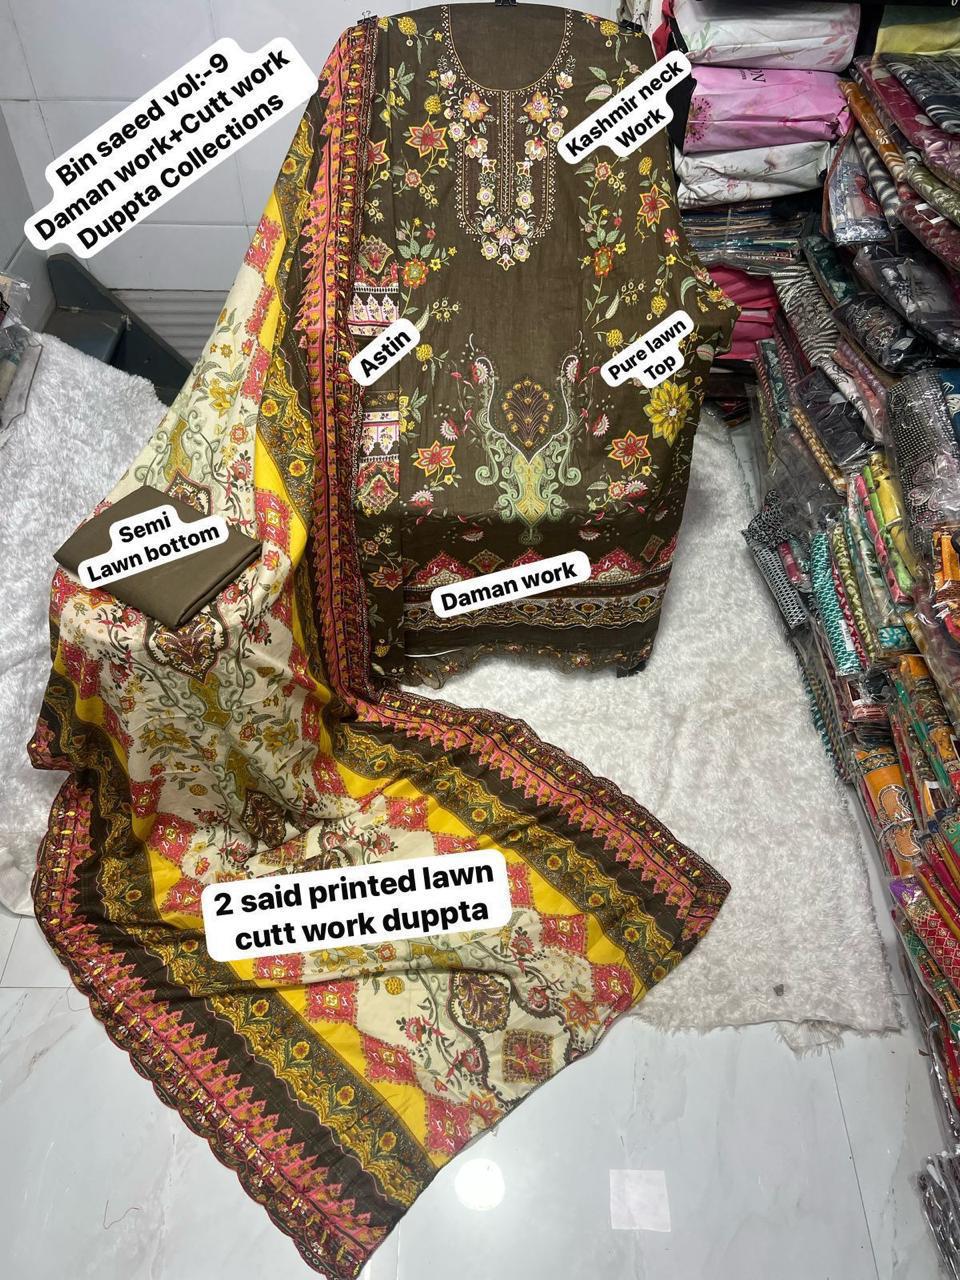 Bin saeed vol:-9
Daman work+Cutt work
Duppta Collections
Kashmir neck
Work
Astin
Pure lawn
Top
Semi
Lawn bottom
Daman work
2 said printed lawn
cutt work duppta